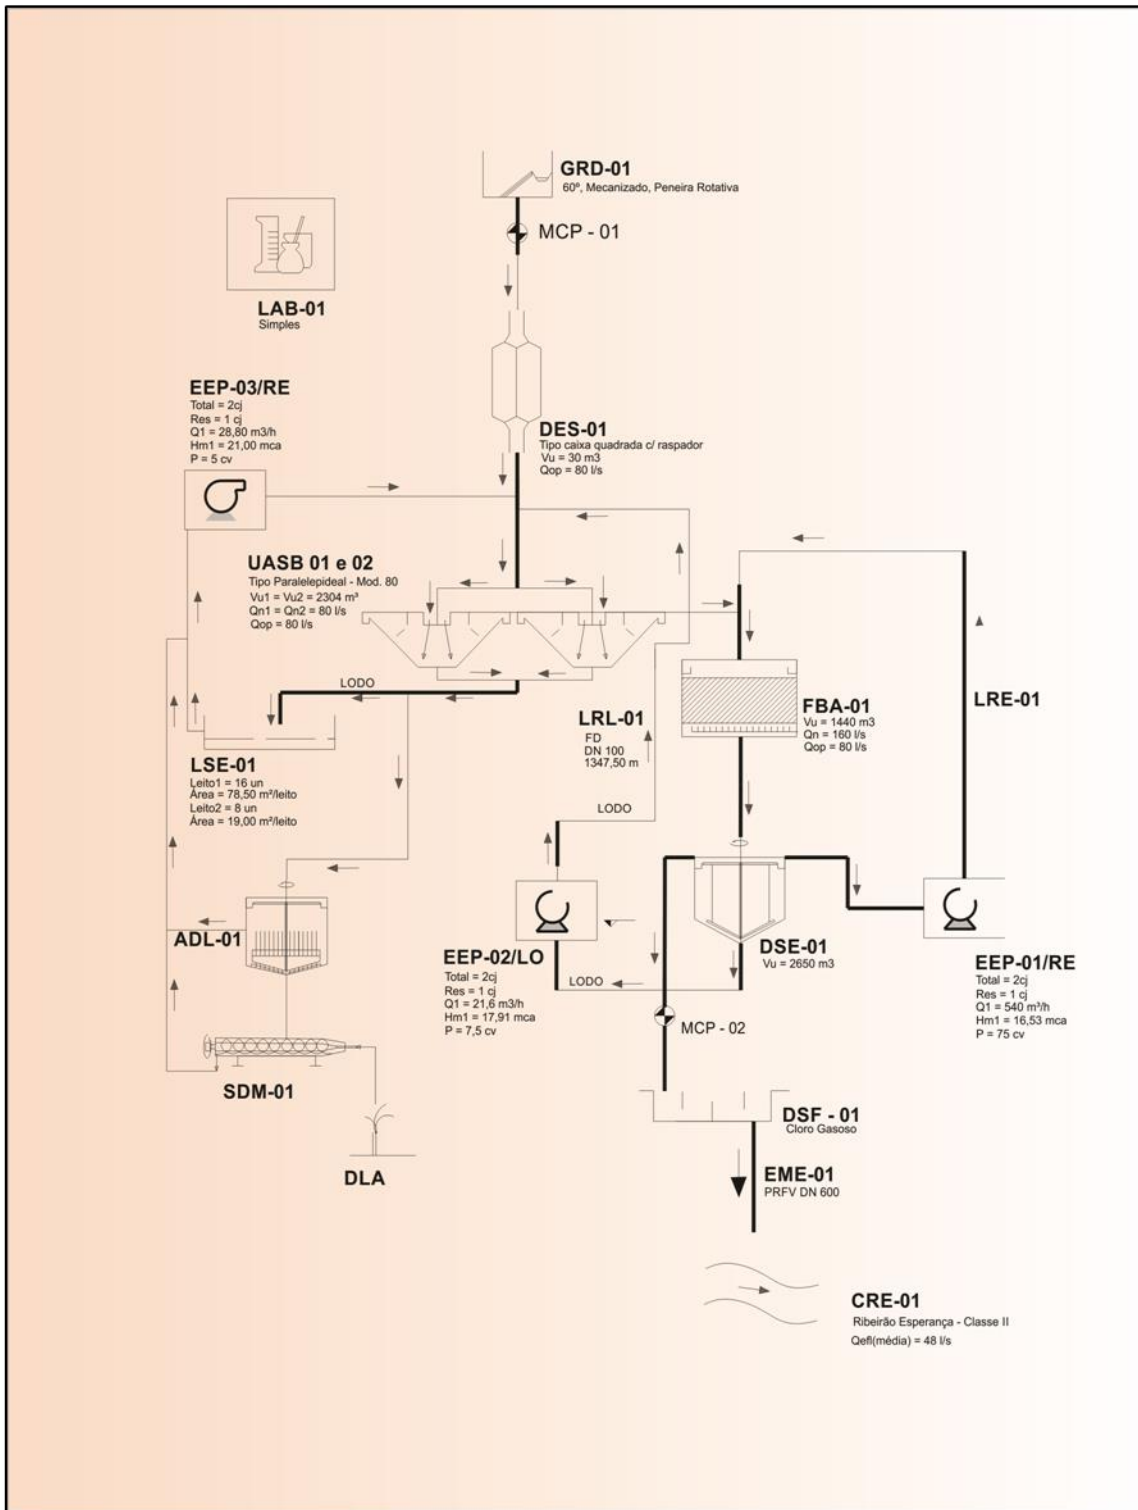 GRD-01
60º, Mecanizado, Peneira Rotativa
MCP - 01
LAB-01
Simples
EEP-03/RE
Total = 2cj
Res = 1 cj
Q1 = 28,80 m3/h
Hm1 = 21,00 mca
P = 5 cv
DES-01
Tipo caixa quadrada c/ raspador
Vu = 30 m3
Qop = 80 l/s
UASB 01 e 02
Tipo Paralelepideal - Mod. 80
Vu1 = Vu2 = 2304 m³
Qn1 = Qn2 = 80 l/s
Qop = 80 l/s
LODO
LSE-01
Leito1 = 16 un
Área = 78,50 m²/leito
Leito2 = 8 un
Área = 19,00 m²/leito
LRL-01
FD
DN 100
1347,50 m
FBA-01
Vu = 1440 m3
Qn = 160 l/s
Qop = 80 l/s
LRE-01
LODO
ADL-01
EEP-02/LO
Total = 2cj
Res = 1 cj
Q1 = 21,6 m3/h
Hm1 = 17,91 mca
P = 7,5 cv
LODO
DSE-01
Vu = 2650 m3
EEP-01/RE
Total = 2cj
Res = 1 cj
Q1 = 540 m³/h
Hm1 = 16,53 mca
P = 75 cv
MCP - 02
SDM-01
DLA
DSF - 01
Cloro Gasoso
EME-01
PRFV DN 600
CRE-01
Ribeirão Esperança - Classe II
Qefl(média) = 48 l/s